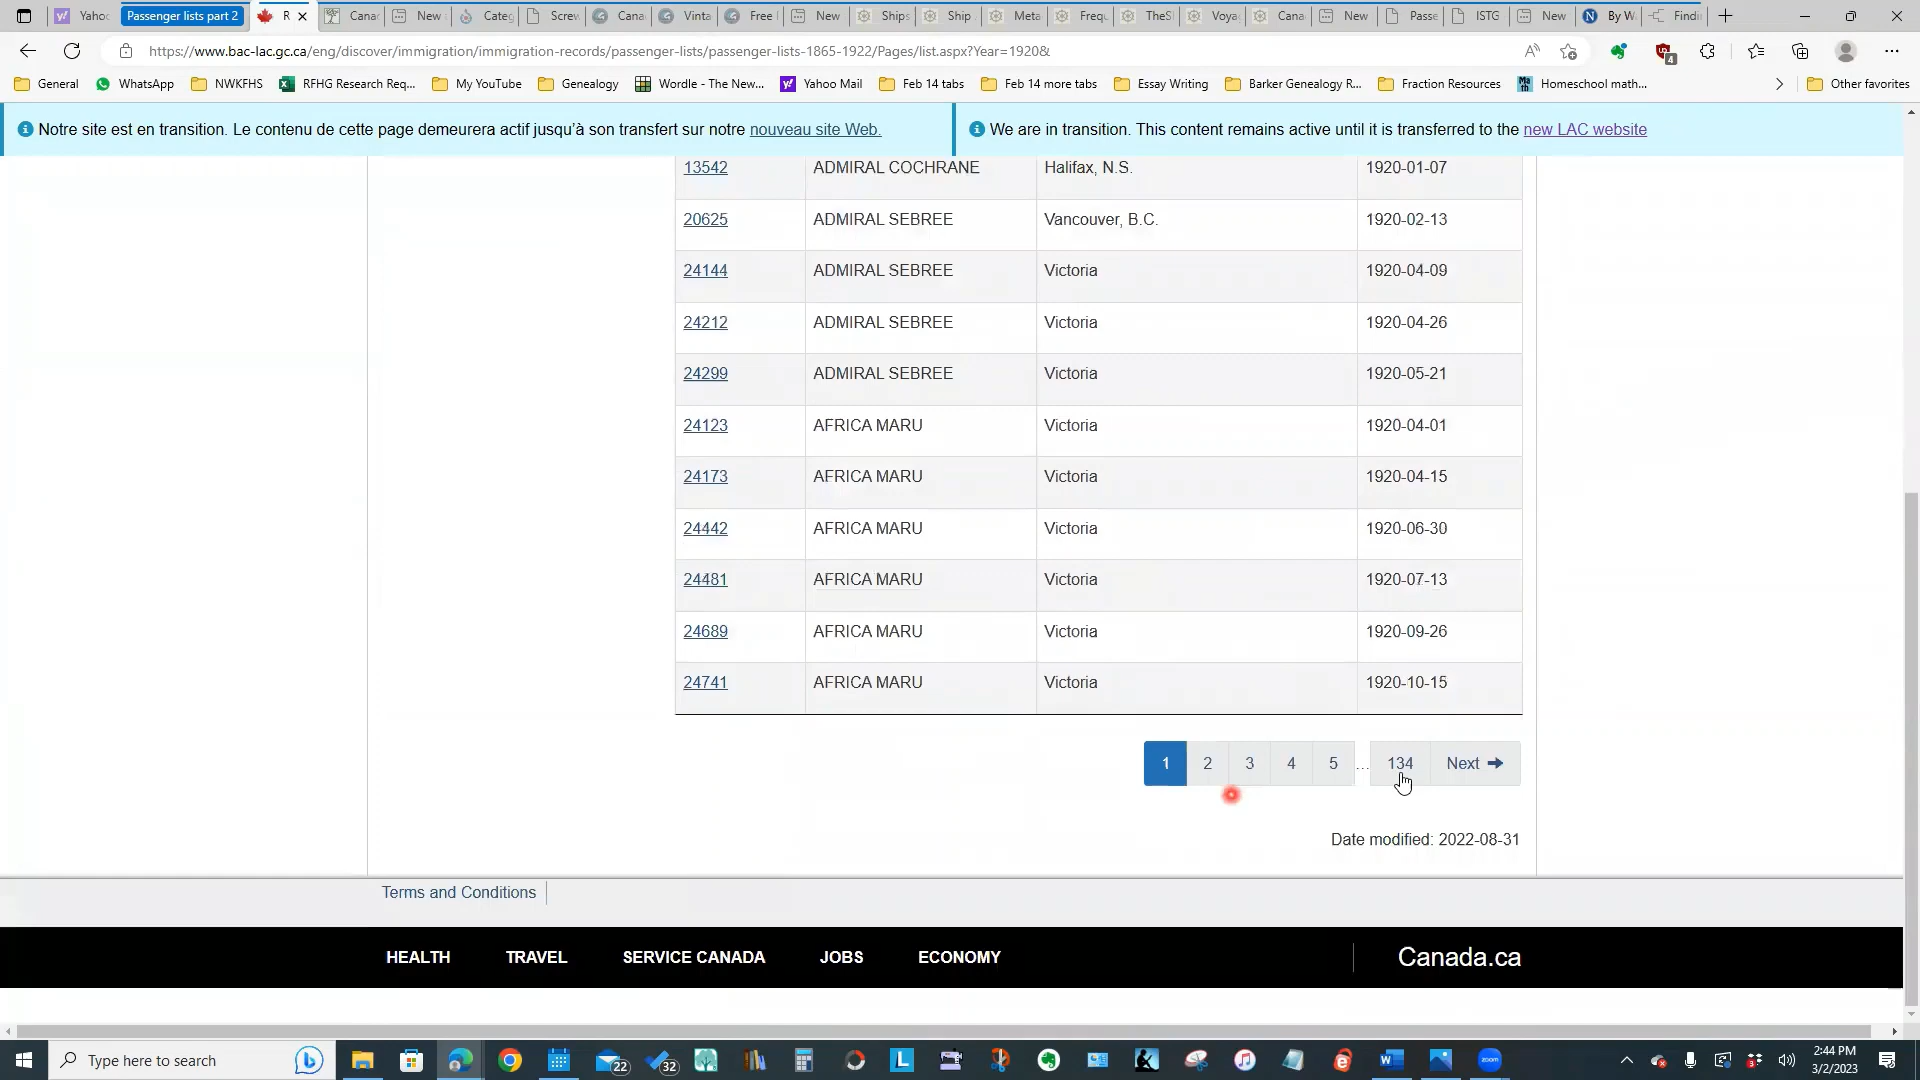 Yaho Passenger lists part 2 R Canar New Categ Screw Cana Vinta Free New Ships Ship Meta Frequ TheS Voya Cana New Passe ISTG New By W Findi
https://www.bac-lac.gc.ca/eng/discover/immigration/immigration-records/passenger-lists/passenger-lists-1865-1922/Pages/list.aspx?Year=1920& 4
General WhatsApp NWKFHS RFHG Research Req... My YouTube Genealogy Wordle - The New... Yahoo Mail Feb 14 tabs Feb 14 more tabs Essay Writing Barker Genealogy R... Fraction Resources Homeschool math... Other favorites
Notre site est en transition. Le contenu de cette page demeurera actif jusqu'à son transfert sur notre nouveau site Web. We are in transition. This content remains active until it is transferred to the new LAC website
13542 ADMIRAL COCHRANE Halifax, N.S. 1920-01-07
20625 ADMIRAL SEBREE Vancouver, B.C. 1920-02-13
24144 ADMIRAL SEBREE Victoria 1920-04-09
24212 ADMIRAL SEBREE Victoria 1920-04-26
24299 ADMIRAL SEBREE Victoria 1920-05-21
24123 AFRICA MARU Victoria 1920-04-01
24173 AFRICA MARU Victoria 1920-04-15
24442 AFRICA MARU Victoria 1920-06-30
24481 AFRICA MARU Victoria 1920-07-13
24689 AFRICA MARU Victoria 1920-09-26
24741 AFRICA MARU Victoria 1920-10-15
1 2 3 4 5 ... 134 Next
Date modified: 2022-08-31
Terms and Conditions
HEALTH TRAVEL SERVICE CANADA JOBS ECONOMY Canada.ca
Type here to search 22 32 2:44 PM
3/2/2023